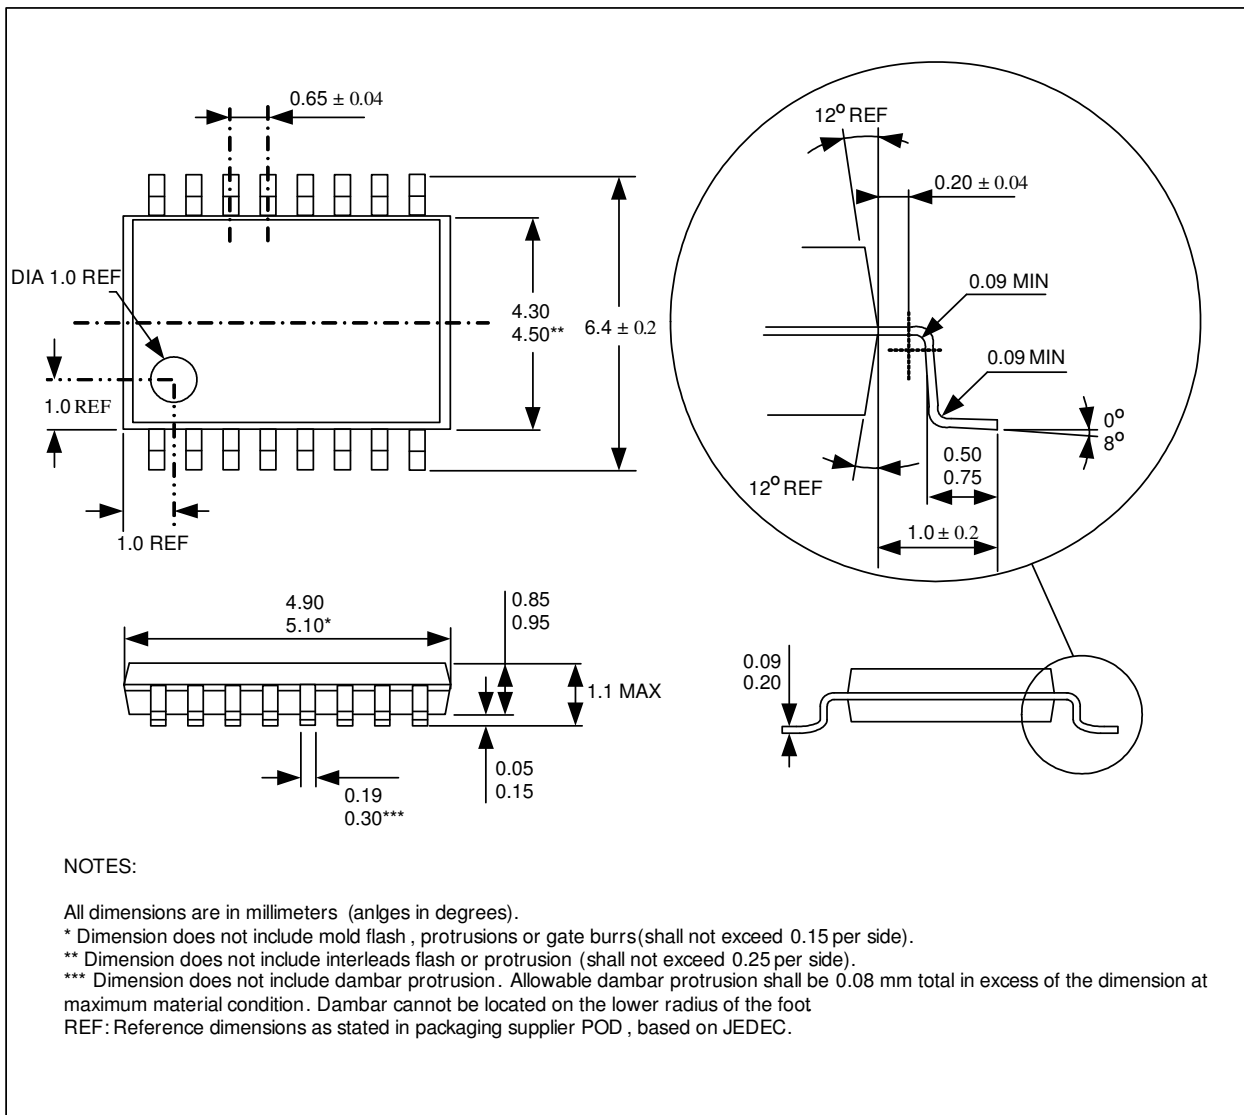 0.65 ± 0.04
DIA 1.0 REF
4.30
4.50**
6.4 ± 0.2
1.0 REF
1.0 REF
12° REF
0.20 ± 0.04
0.09 MIN
0.09 MIN
0°
8°
0.50
0.75
12° REF
1.0 ± 0.2
4.90
5.10*
0.85
0.95
1.1 MAX
0.05
0.15
0.19
0.30***
0.09
0.20
NOTES:
All dimensions are in millimeters (anlges in degrees).
* Dimension does not include mold flash, protrusions or gate burrs (shall not exceed 0.15 per side).
** Dimension does not include interleads flash or protrusion (shall not exceed 0.25 per side).
*** Dimension does not include dambar protrusion. Allowable dambar protrusion shall be 0.08 mm total in excess of the dimension at
maximum material condition. Dambar cannot be located on the lower radius of the foot.
REF: Reference dimensions as stated in packaging supplier POD, based on JEDEC.